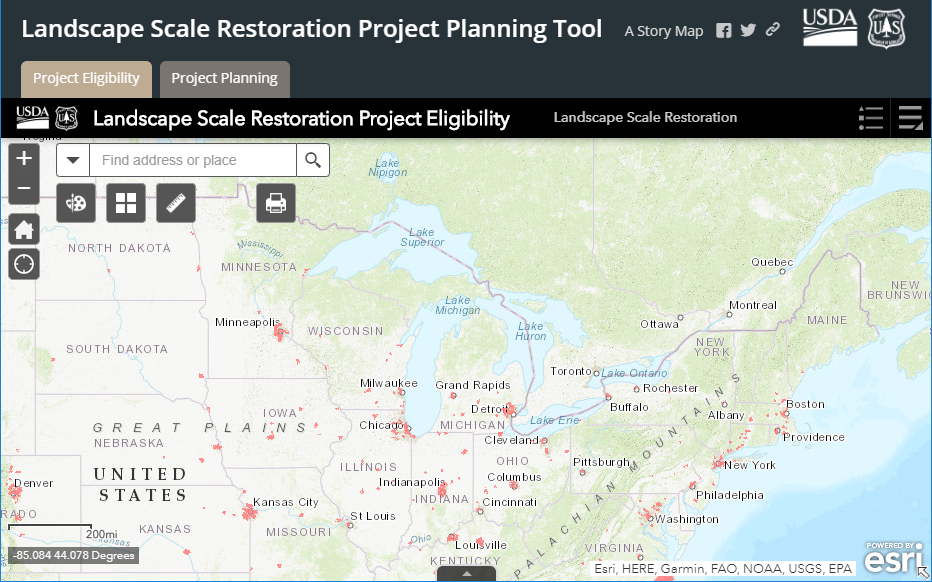 Landscape Scale Restoration Project Planning Tool
A Story Map
USDA
Project Eligibility
Project Planning
USDA
Landscape Scale Restoration Project Eligibility
Landscape Scale Restoration
+
Find address or place
−
Lake
Nipigon
Lake
Superior
NORTH DAKOTA
Mississippi
MINNESOTA
Quebec
NEW
BRUNSWIC
Lake
Michigan
Montreal
Minneapolis
WISCONSIN
Lake
Huron
Ottawa
MAINE
SOUTH DAKOTA
NEW
YORK
Toronto
Lake Ontario
Milwaukee
Grand Rapids
Rochester
Detroit
Buffalo
Boston
IOWA
Albany
GREAT PLAINS
Chicago
MICHIGAN
Lake Erie
NEBRASKA
Cleveland
Providence
UNITED
STATES
ILLINOIS
OHIO
Pittsburgh
New York
Denver
Indianapolis
Columbus
INDIANA
Philadelphia
Kansas City
Cincinnati
RADO
St Louis
Washington
200mi
KANSAS
MISSOURI
Ohio
Louisville
PALACHIAN MOUNTAINS
Arkansas
VIRGINIA
-85.084 44.078 Degrees
KENTUCKY
Esri, HERE, Garmin, FAO, NOAA, USGS, EPA
POWERED BY
esri